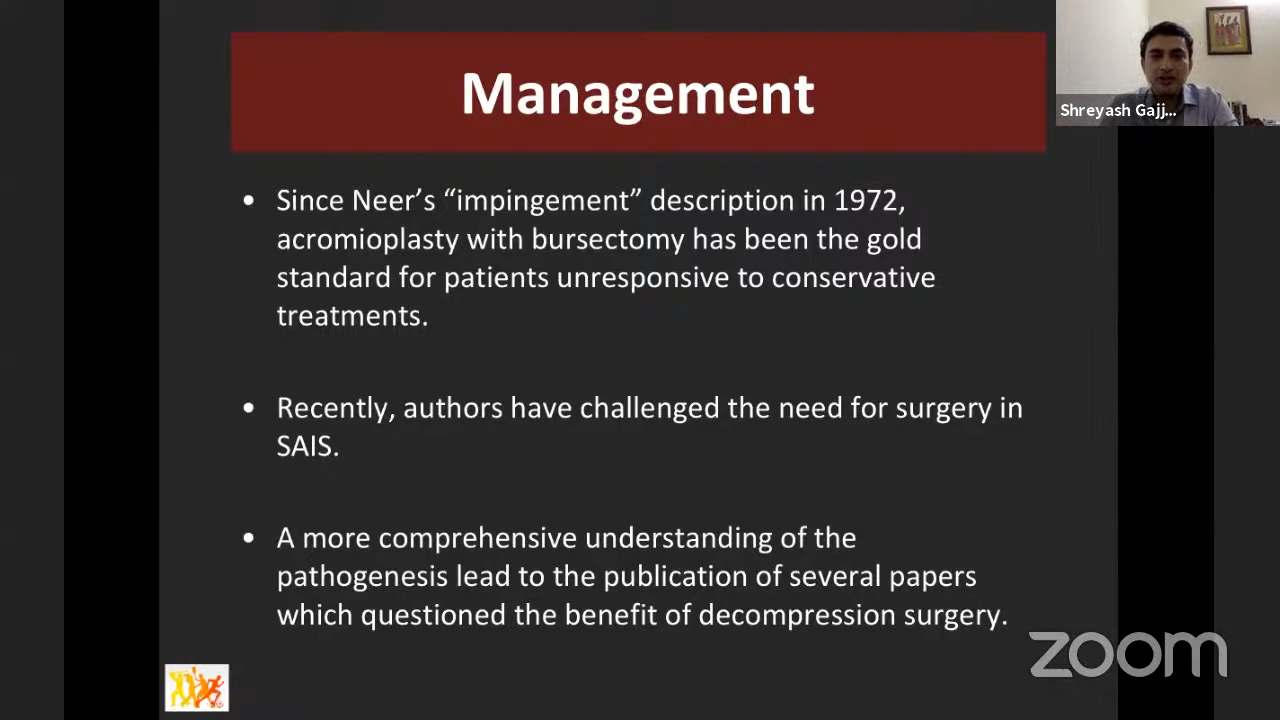 Management
Shreyash Gajj...
• Since Neer’s “impingement” description in 1972,
acromioplasty with bursectomy has been the gold
standard for patients unresponsive to conservative
treatments.
• Recently, authors have challenged the need for surgery in
SAIS.
• A more comprehensive understanding of the
pathogenesis lead to the publication of several papers
which questioned the benefit of decompression surgery.
zoom